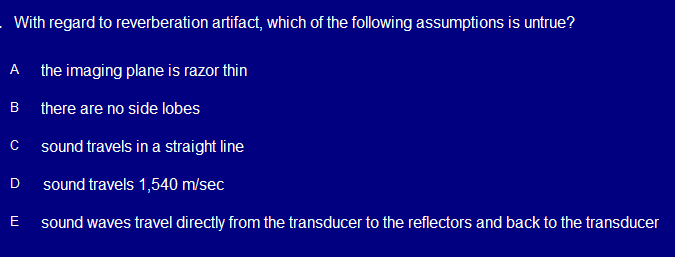 . With regard to reverberation artifact, which of the following assumptions is untrue?
A the imaging plane is razor thin
B there are no side lobes
C sound travels in a straight line
D sound travels 1,540 m/sec
E sound waves travel directly from the transducer to the reflectors and back to the transducer